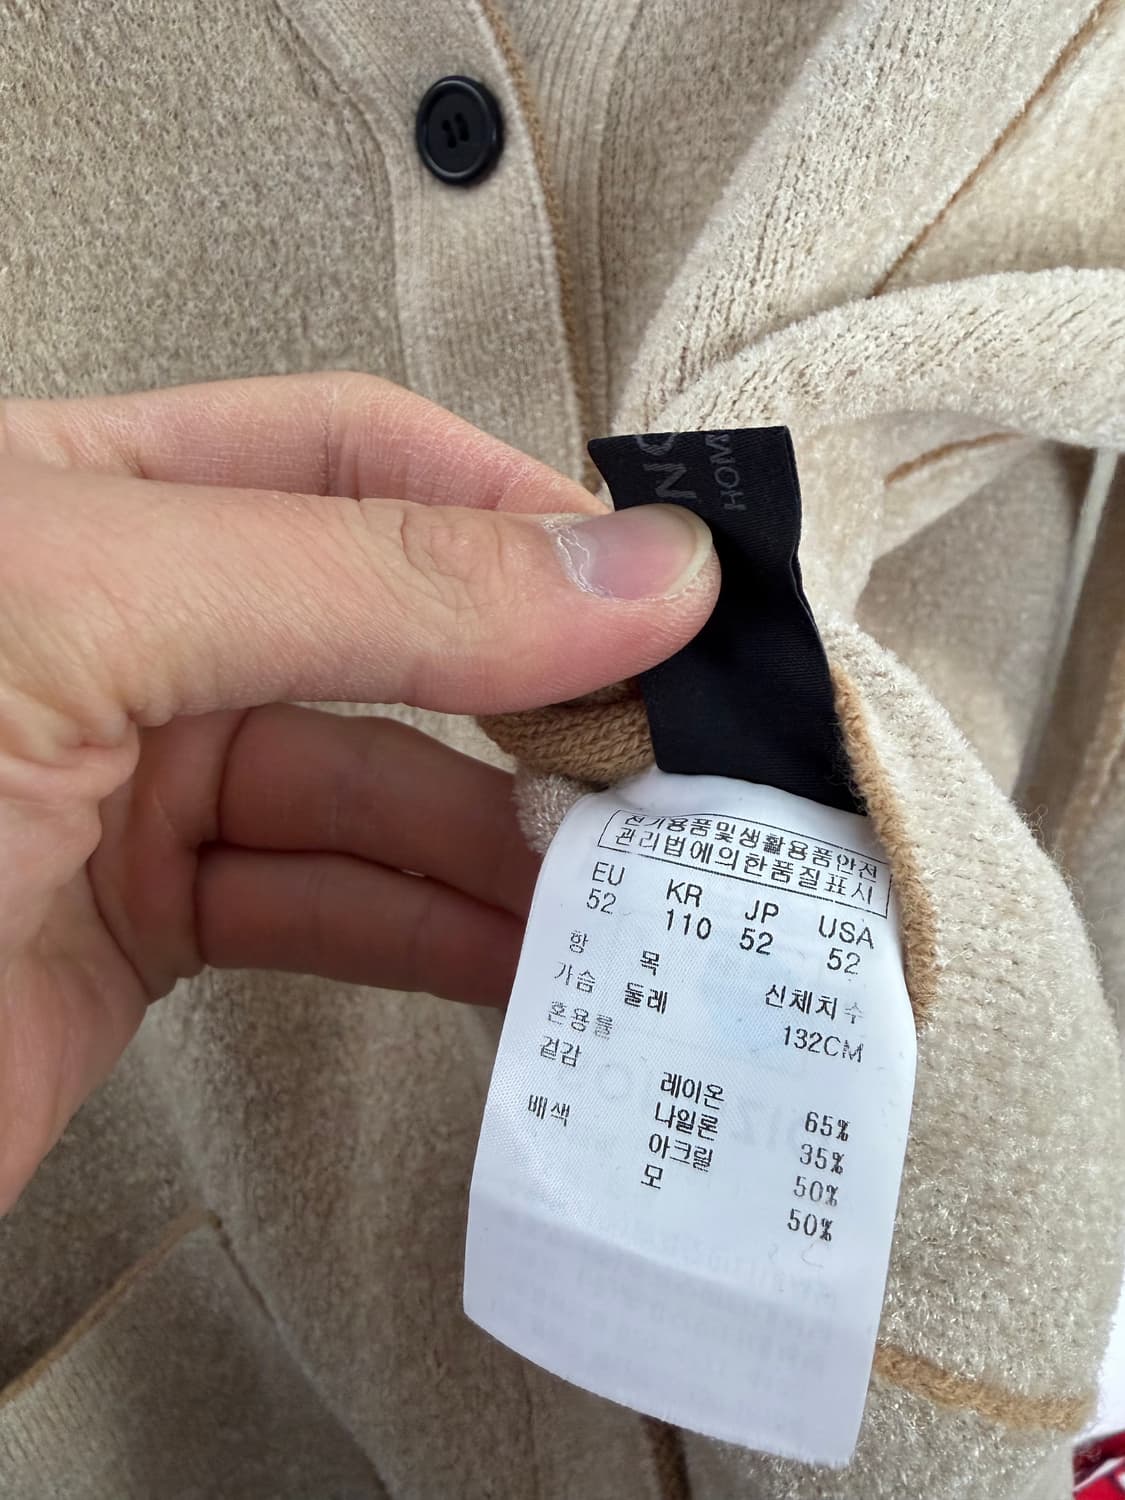 HOMM
전기용품및생활용품안전
관리법에의한품질표시
EU KR JP USA
52 110 52 52
항 목 신체치수
가슴 둘레 132CM
혼용률
겉감 레이온 65%
나일론 35%
배색 아크릴 50%
모 50%